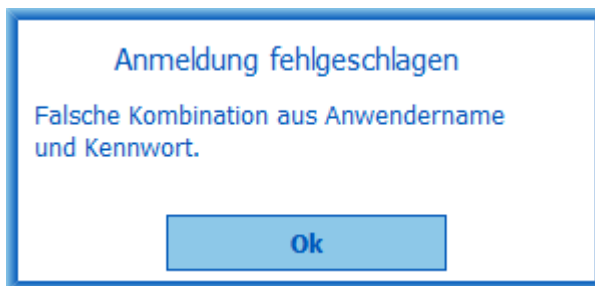 Anmeldung fehlgeschlagen
Falsche Kombination aus Anwendername
und Kennwort.
Ok